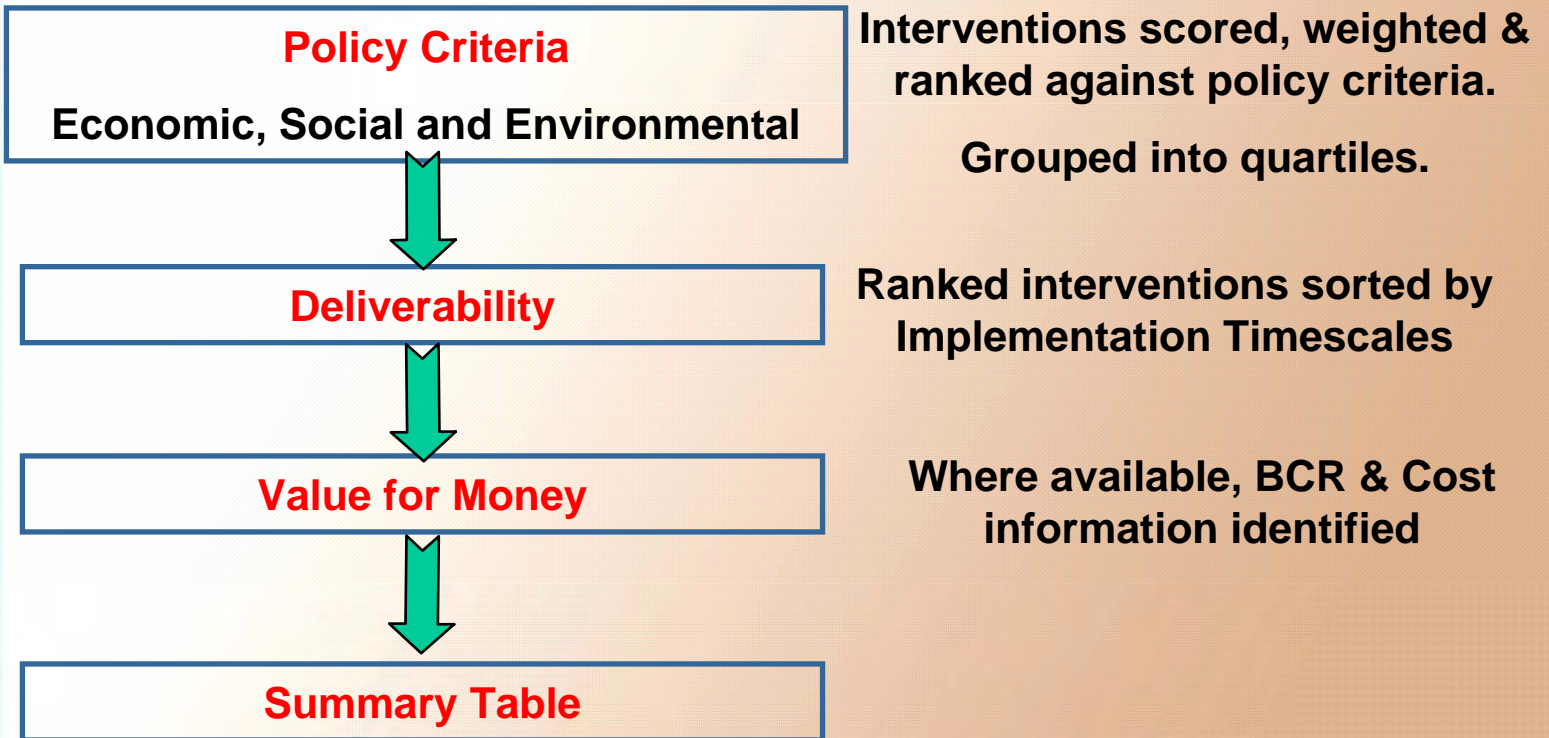 Policy Criteria
Economic, Social and Environmental
Interventions scored, weighted &
ranked against policy criteria.
Grouped into quartiles.
Deliverability
Ranked interventions sorted by
Implementation Timescales
Value for Money
Where available, BCR & Cost
information identified
Summary Table